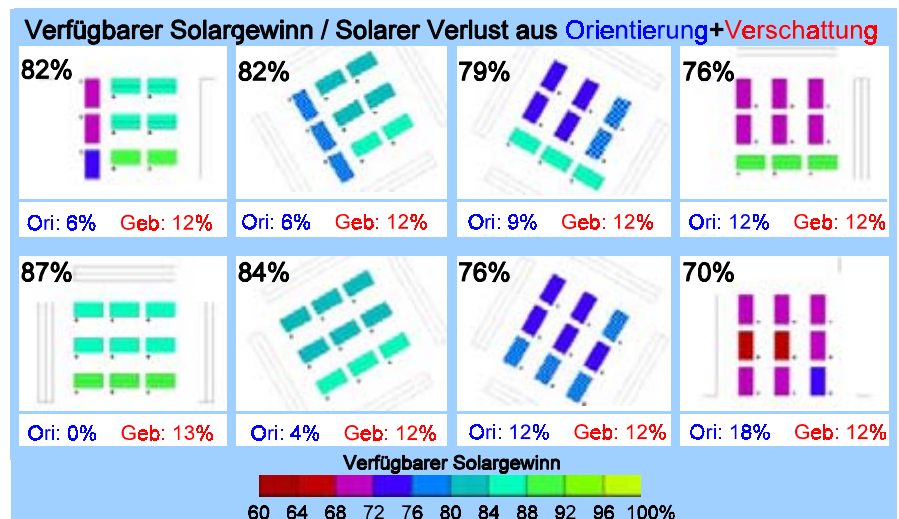 Verfügbarer Solargewinn / Solarer Verlust aus Orientierung+Verschattung
82%
82%
79%
76%
Ori: 6% Geb: 12%
Ori: 6% Geb: 12%
Ori: 9% Geb: 12%
Ori: 12% Geb: 12%
87%
84%
76%
70%
Ori: 0% Geb: 13%
Ori: 4% Geb: 12%
Ori: 12% Geb: 12%
Ori: 18% Geb: 12%
Verfügbarer Solargewinn
60 64 68 72 76 80 84 88 92 96 100%